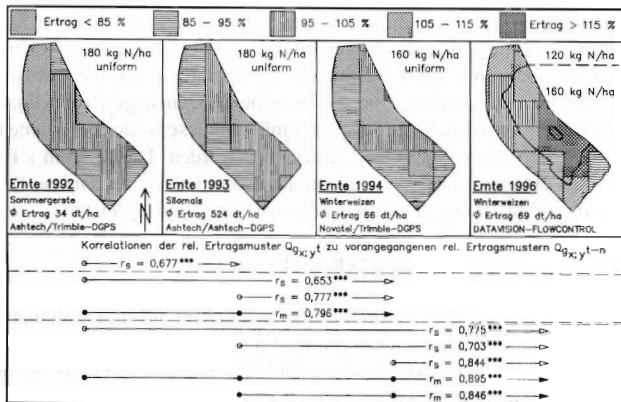 Ertrag < 85 % 85 – 95 % 95 – 105 % 105 – 115 % Ertrag > 115 %
180 kg N/ha
uniform
180 kg N/ha
uniform
160 kg N/ha
uniform
120 kg N/ha
160 kg N/ha
Ernte 1992
Sommergerste
Φ Ertrag 34 dt/ha
Ashtech/Trimble-DGPS
N
Ernte 1993
Silomais
Φ Ertrag 524 dt/ha
Ashtech/Ashtech-DGPS
Ernte 1994
Winterweizen
Φ Ertrag 66 dt/ha
Novatel/Trimble-DGPS
Ernte 1996
Winterweizen
Φ Ertrag 69 dt/ha
DATAVISION-FLOWCONTROL
Korrelationen der rel. Ertragsmuster Qgx; yt zu vorangegangenen rel. Ertragsmustern Qgx; yt–n
rs = 0,677***
rs = 0,653***
rs = 0,777***
rm = 0,796***
rs = 0,775***
rs = 0,703***
rs = 0,844***
rm = 0,895***
rm = 0,846***